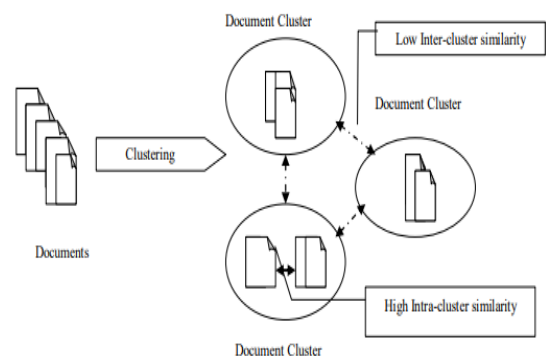 Document Cluster
Low Inter-cluster similarity
Document Cluster
Clustering
Documents
High Intra-cluster similarity
Document Cluster